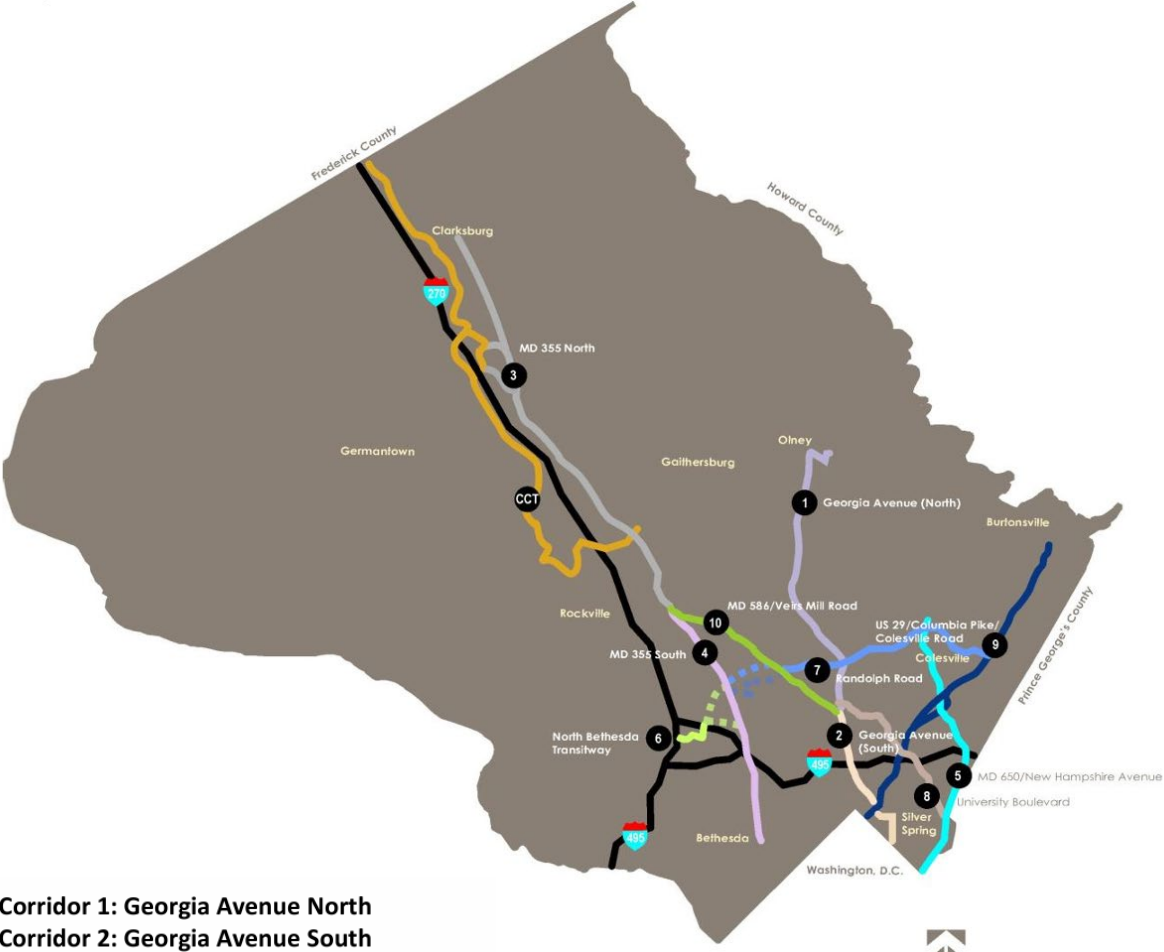 Frederick County
Howard County
Clarksburg
270
MD 355 North
3
Olney
Germantown
Gaithersburg
CCT
1
Georgia Avenue (North)
Burtonsville
Prince George's County
Rockville
MD 586/Veirs Mill Road
10
US 29/Columbia Pike/
Colesville Road
9
MD 355 South
4
Colesville
7
Randolph Road
North Bethesda
Transitway
6
2
Georgia Avenue
(South)
495
5
MD 650/New Hampshire Avenue
8
University Boulevard
495
Bethesda
Silver
Spring
Washington, D.C.
Corridor 1: Georgia Avenue North
Corridor 2: Georgia Avenue South